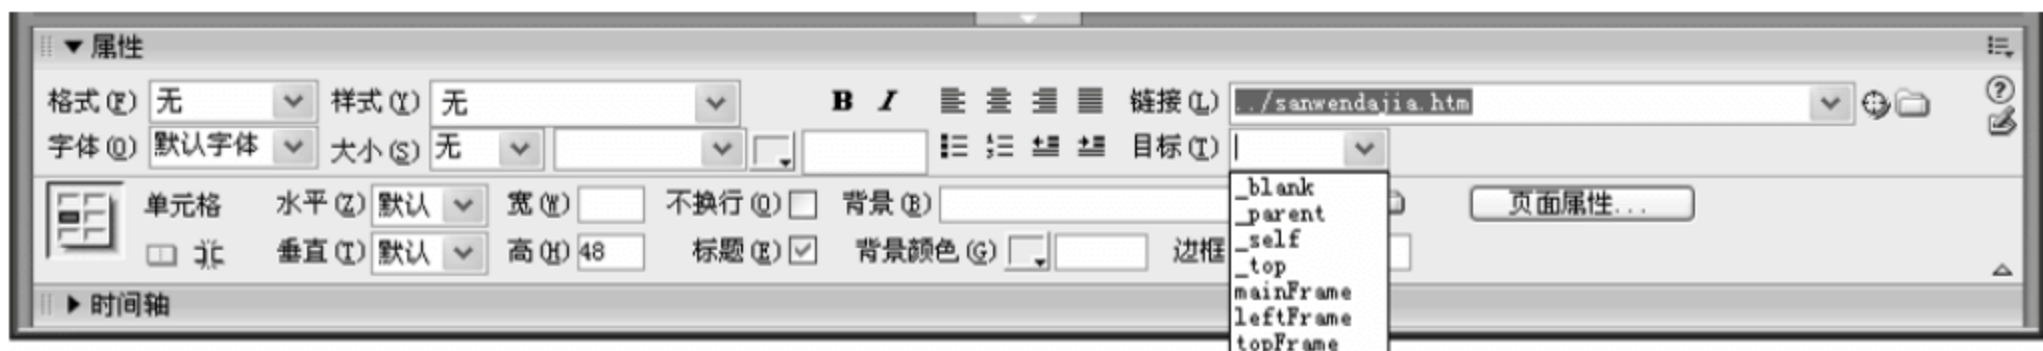 属性
格式(F) 无 样式(Y) 无 B I 链接(L) ../sanwendajia.htm
字体(O) 默认字体 大小(S) 无 目标(T)
_blank
_parent
_self
_top
mainFrame
leftFrame
topFrame
单元格 水平(Z) 默认 宽(W) 不换行(O) 背景(B) 页面属性...
垂直(T) 默认 高(H) 48 标题(E) 背景颜色(G) 边框
时间轴